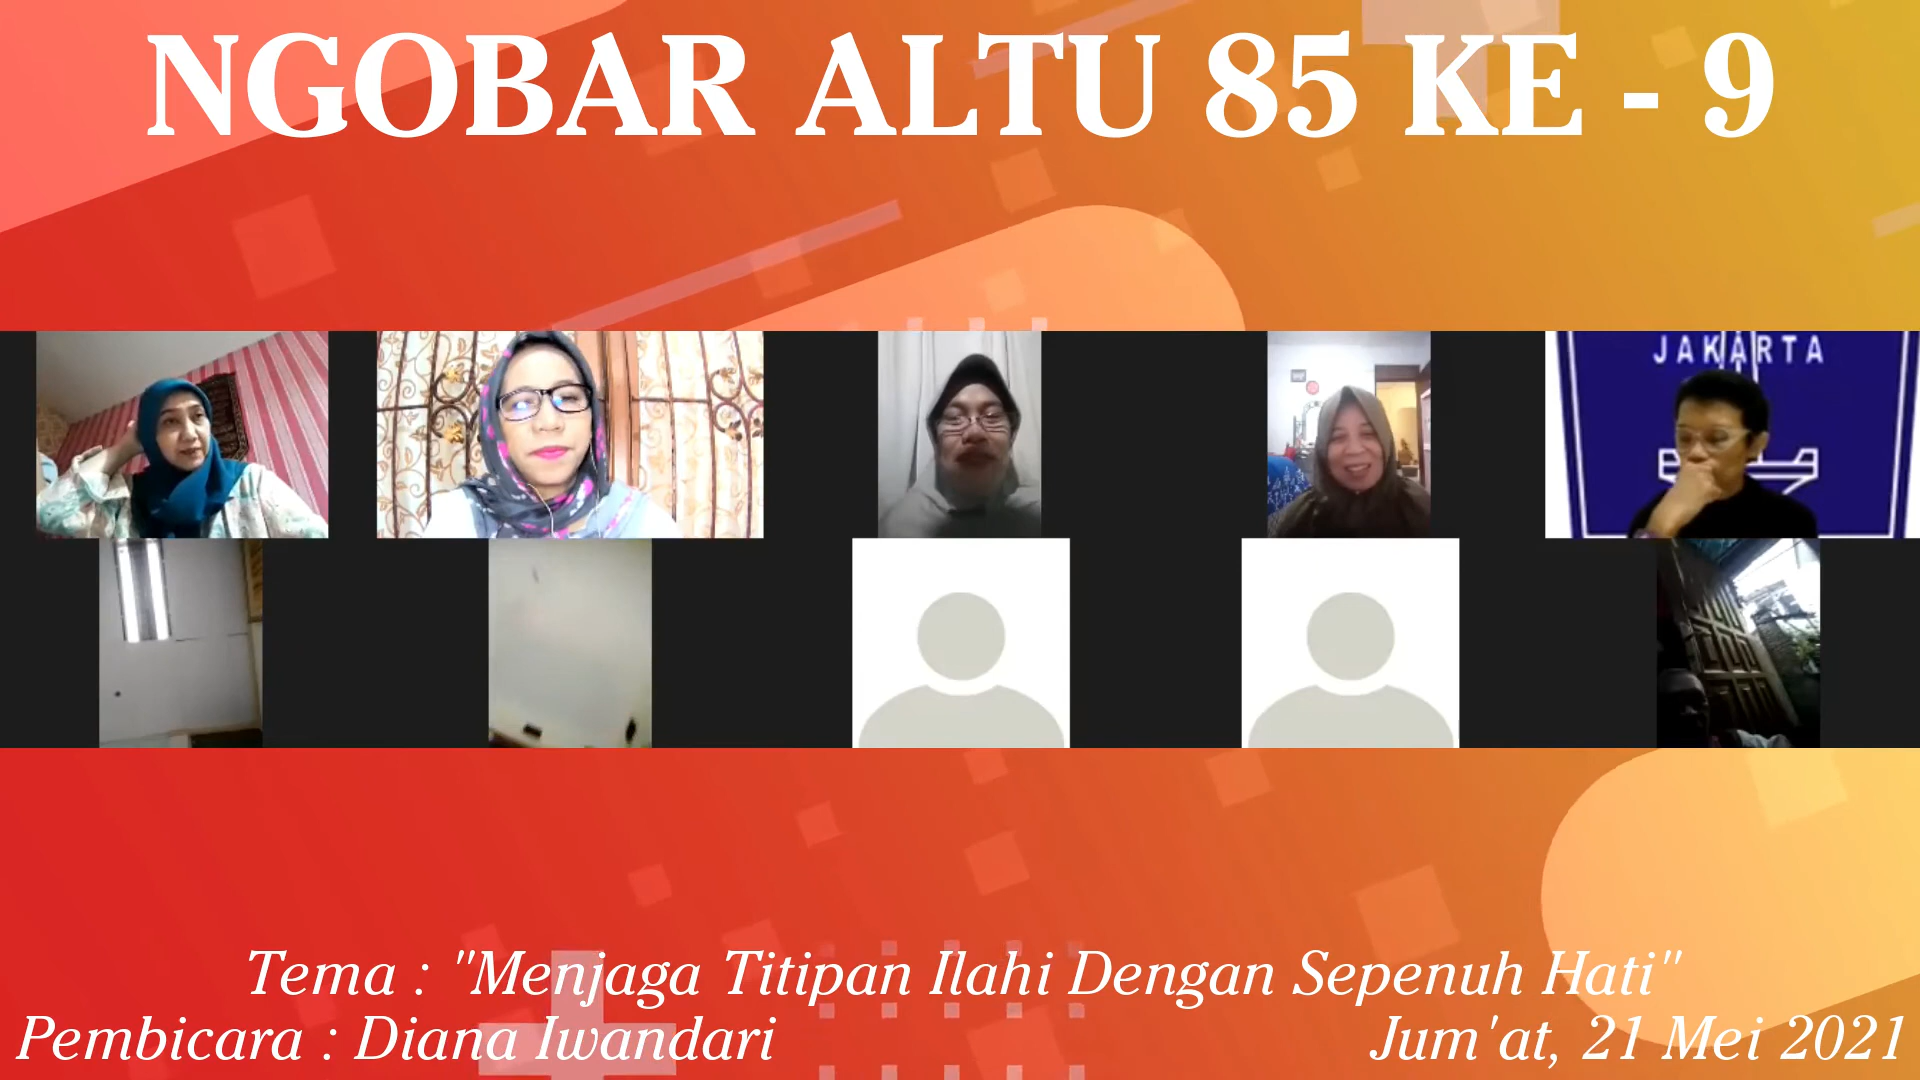 NGOBAR ALTU 85 KE - 9
JAKARTA
Tema : "Menjaga Titipan Ilahi Dengan Sepenuh Hati"
Pembicara : Diana Iwandari
Jum'at, 21 Mei 2021